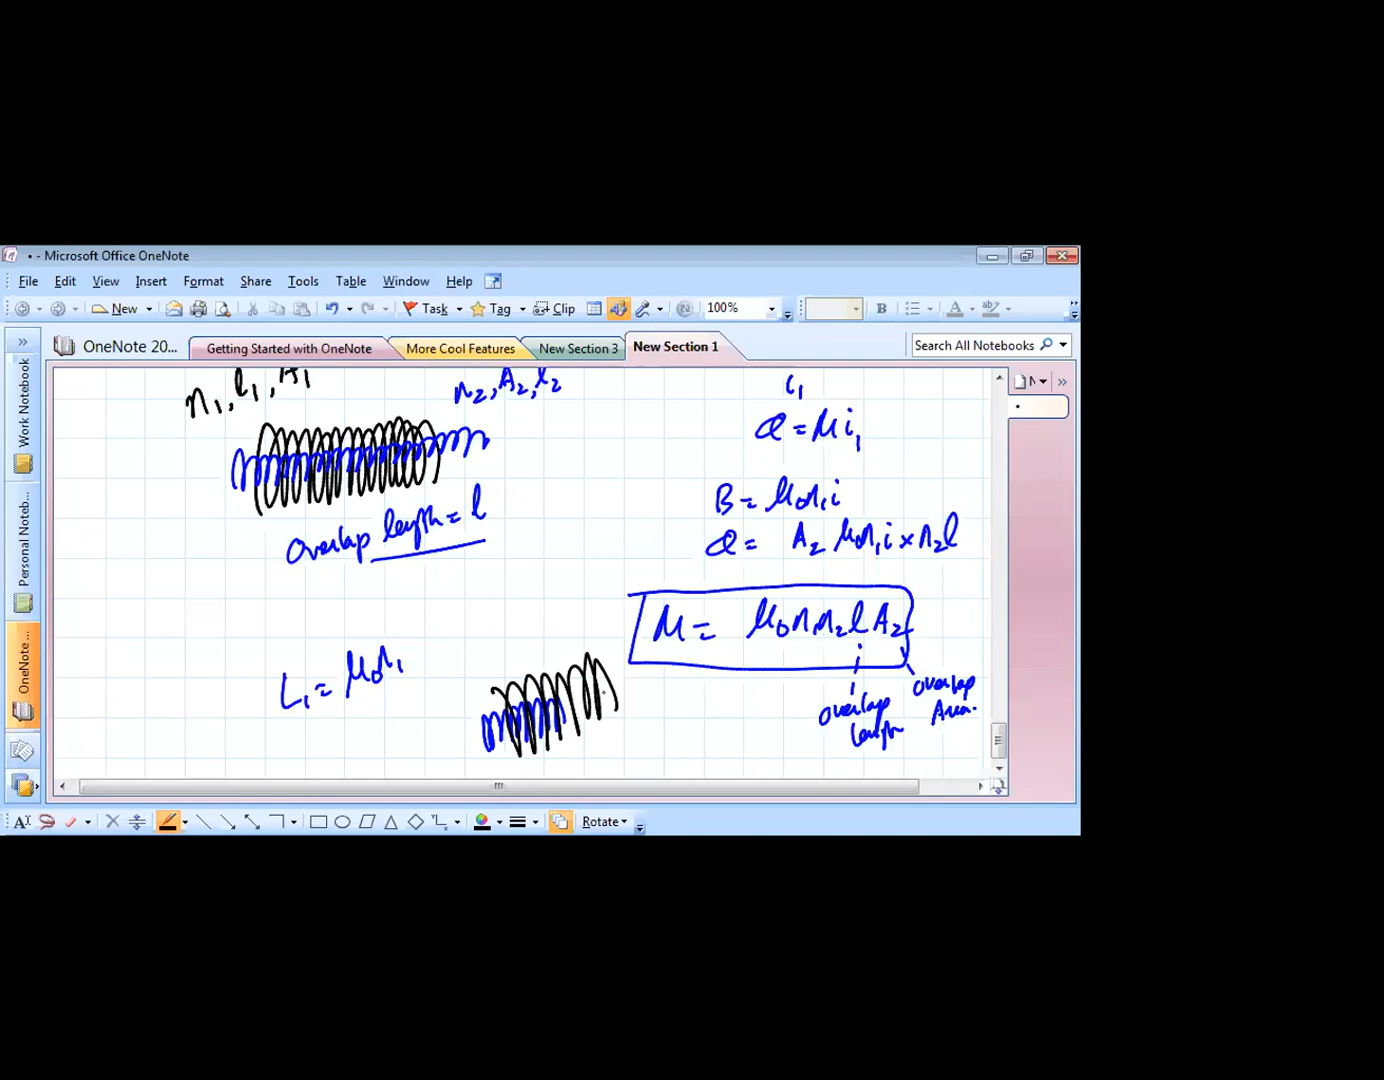 • - Microsoft Office OneNote
File Edit View Insert Format Share Tools Table Window Help
New Task Tag Clip 100% B A ab
OneNote 20... Getting Started with OneNote More Cool Features New Section 3 New Section 1 Search All Notebooks
Work Notebook
Personal Noteb...
OneNote ...
N
•
n₁, l₁, A₁
n₂, A₂, l₂
i₁
φ = M i₁
B = μ₀n₁i
φ = A₂ μ₀n₁i × n₂l
overlap length = l
M = μ₀n₁n₂ l A₂
overlap length
overlap Area.
L₁ = μ₀n₁
A Rotate